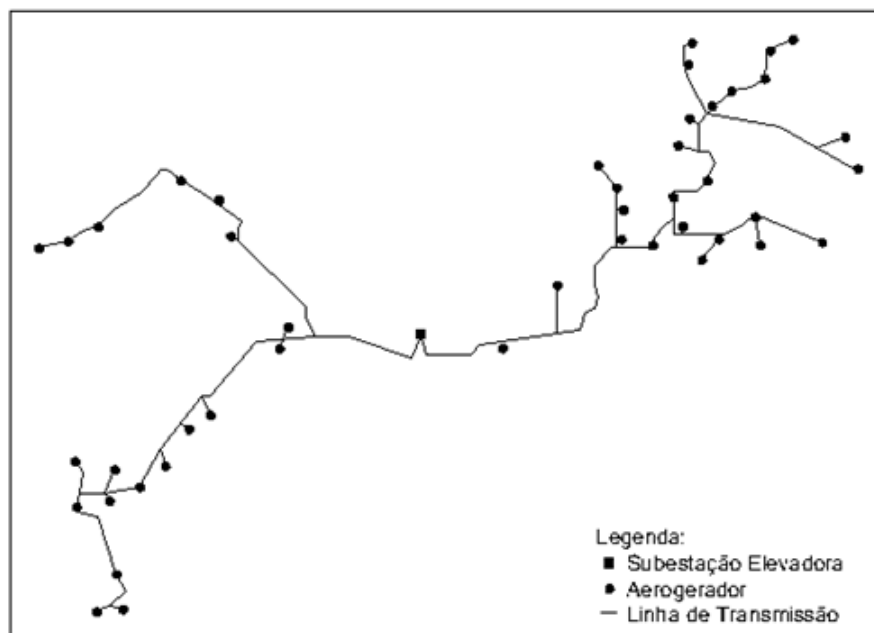 Legenda:
Subestação Elevadora
Aerogerador
Linha de Transmissão